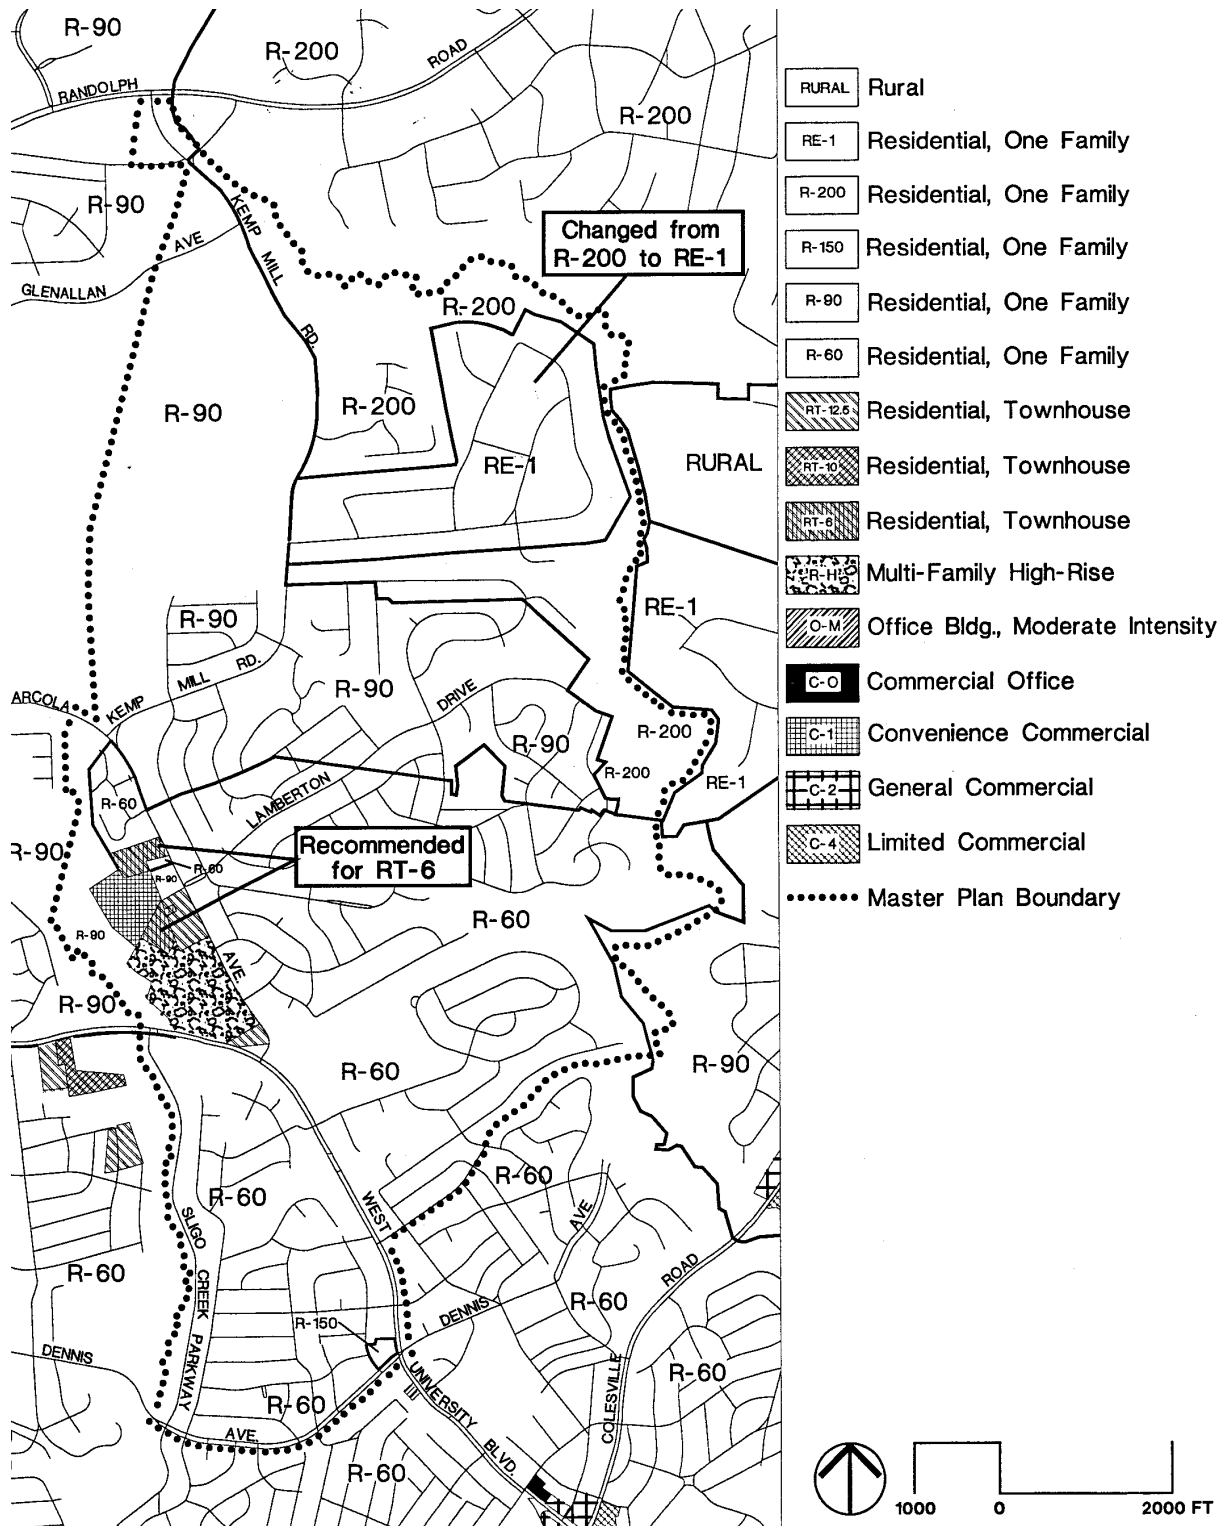 R-90
R-200
ROAD
RANDOLPH
R-200
R-90
KEMP MILL RD.
AVE
GLENALLAN
Changed from
R-200 to RE-1
R-200
R-90
R-200
RE-1
RURAL
RE-1
R-90
KEMP MILL RD.
R-90
DRIVE
ARCOLA
R-200
R-90
R-200
RE-1
R-60
LAMBERTON
Recommended
for RT-6
R-90
R-60
R-90
R-60
R-90
AVE.
R-90
R-60
R-90
R-60
WEST
R-60
SLIGO CREEK PARKWAY
AVE
R-60
ROAD
R-60
DENNIS
R-150
DENNIS
UNIVERSITY BLVD.
COLESVILLE
R-60
R-60
AVE.
R-60
RURAL Rural
RE-1 Residential, One Family
R-200 Residential, One Family
R-150 Residential, One Family
R-90 Residential, One Family
R-60 Residential, One Family
RT-12.5 Residential, Townhouse
RT-10 Residential, Townhouse
RT-6 Residential, Townhouse
R-H Multi-Family High-Rise
O-M Office Bldg., Moderate Intensity
C-O Commercial Office
C-1 Convenience Commercial
C-2 General Commercial
C-4 Limited Commercial
Master Plan Boundary
1000 0 2000 FT